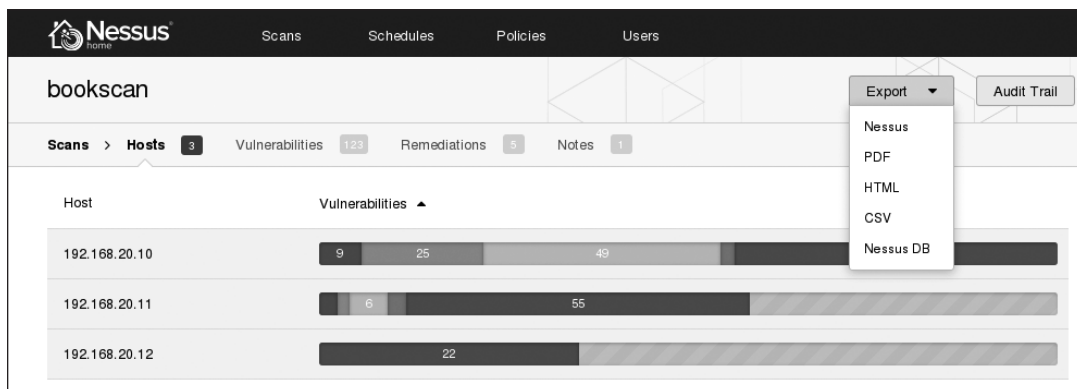 Nessus
home
Scans Schedules Policies Users
bookscan
Export Audit Trail
Nessus
PDF
HTML
CSV
Nessus DB
Scans > Hosts 3 Vulnerabilities 123 Remediations 5 Notes 1
Host Vulnerabilities
192.168.20.10 9 25 49
192.168.20.11 6 55
192.168.20.12 22